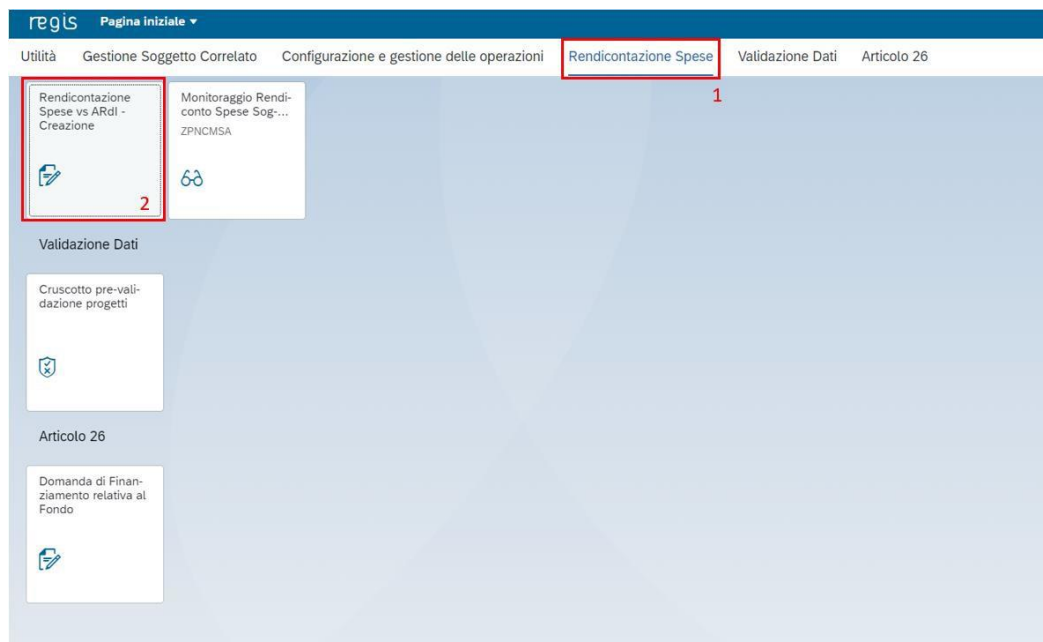 regis Pagina iniziale
Utilità Gestione Soggetto Correlato Configurazione e gestione delle operazioni Rendicontazione Spese Validazione Dati Articolo 26
1
Rendicontazione
Spese vs ARdI -
Creazione
2
Monitoraggio Rendi-
conto Spese Sog-...
ZPNCMSA
Validazione Dati
Cruscotto pre-vali-
dazione progetti
Articolo 26
Domanda di Finan-
ziamento relativa al
Fondo